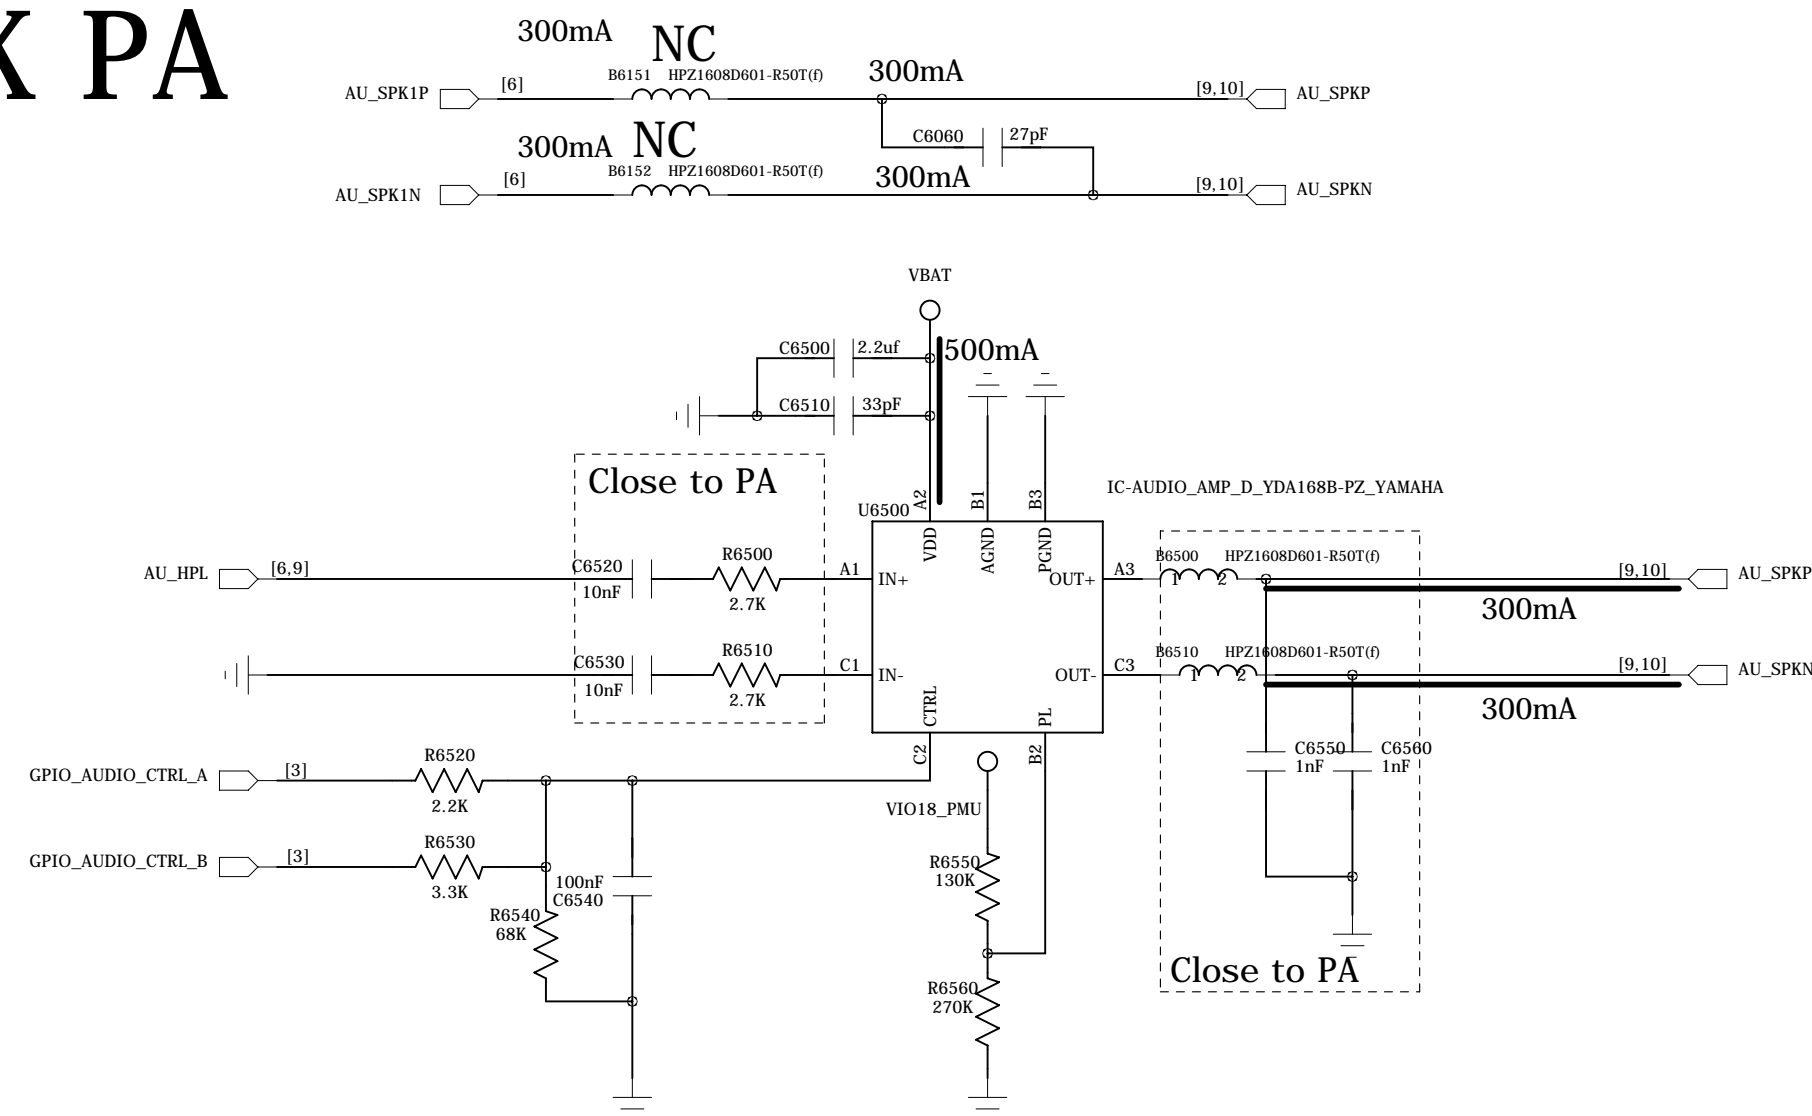 K PA
300mA
NC
B6151 HPZ1608D601-R50T(f)
300mA
AU_SPK1P
[6]
[9,10]
AU_SPKP
C6060
27pF
300mA
NC
B6152 HPZ1608D601-R50T(f)
300mA
AU_SPK1N
[6]
[9,10]
AU_SPKN
VBAT
C6500
2.2uf
500mA
C6510
33pF
Close to PA
A2
B1
B3
IC-AUDIO_AMP_D_YDA168B-PZ_YAMAHA
U6500
VDD
AGND
PGND
AU_HPL
[6,9]
C6520
10nF
R6500
2.7K
A1
IN+
OUT+
A3
B6500 HPZ1608D601-R50T(f)
1 2
[9,10]
AU_SPKP
300mA
C6530
10nF
R6510
2.7K
C1
IN-
OUT-
C3
B6510 HPZ1608D601-R50T(f)
1 2
[9,10]
AU_SPKN
300mA
CTRL
PL
C2
B2
C6550
1nF
C6560
1nF
GPIO_AUDIO_CTRL_A
[3]
R6520
2.2K
VIO18_PMU
GPIO_AUDIO_CTRL_B
[3]
R6530
3.3K
100nF
C6540
R6540
68K
R6550
130K
R6560
270K
Close to PA